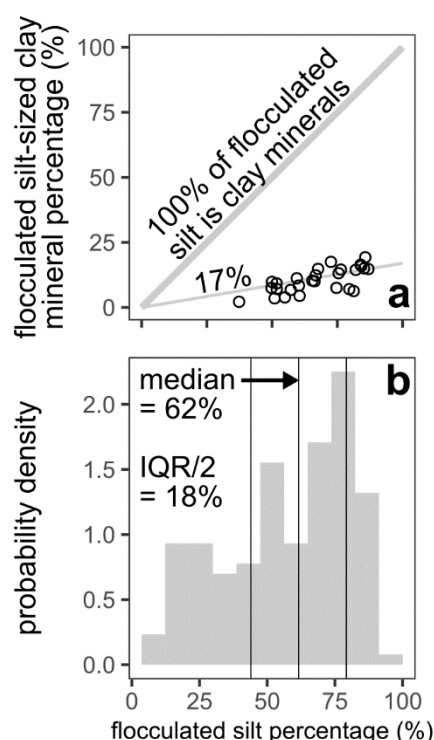 flocculated silt-sized clay
mineral percentage (%)
100
75
50
25
0
100% of flocculated
silt is clay minerals
17%
a
probability density
2.0
1.5
1.0
0.5
0.0
median
= 62%
IQR/2
= 18%
b
0
25
50
75
100
flocculated silt percentage (%)